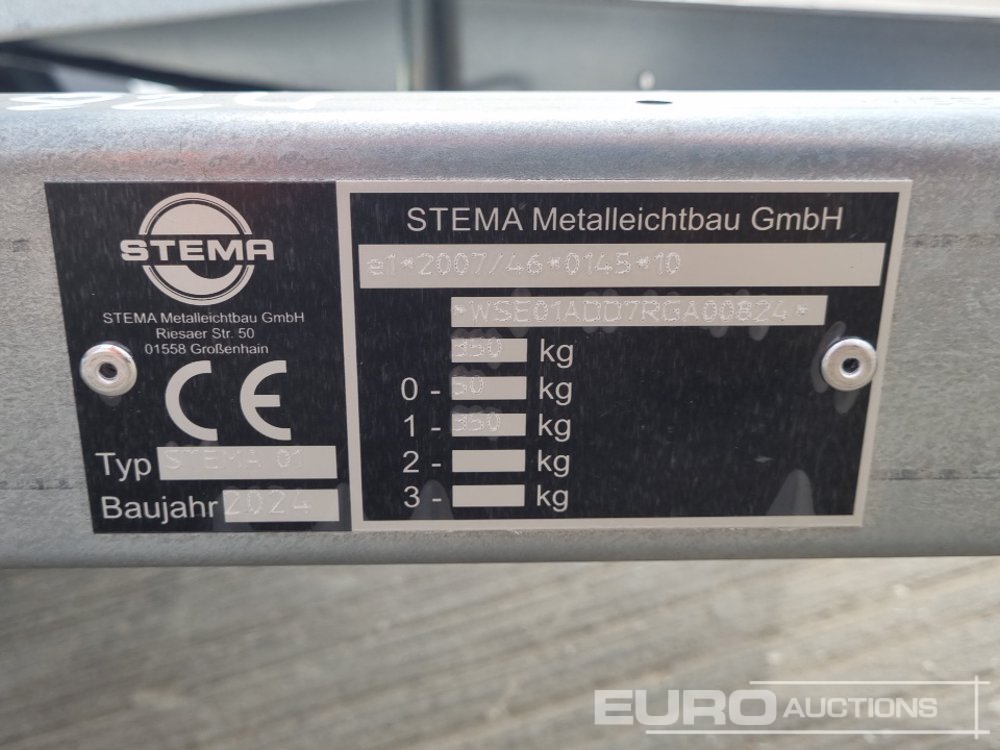 STEMA
STEMA Metalleichtbau GmbH
Riesaer Str. 50
01558 Großenhain
CE
Typ STEMA 01
Baujahr 2024
STEMA Metalleichtbau GmbH
e1*2007/46*0145*10
*WSE01ADD7RGA00824*
350 kg
0 - 50 kg
1 - 350 kg
2 - kg
3 - kg
EURO AUCTIONS